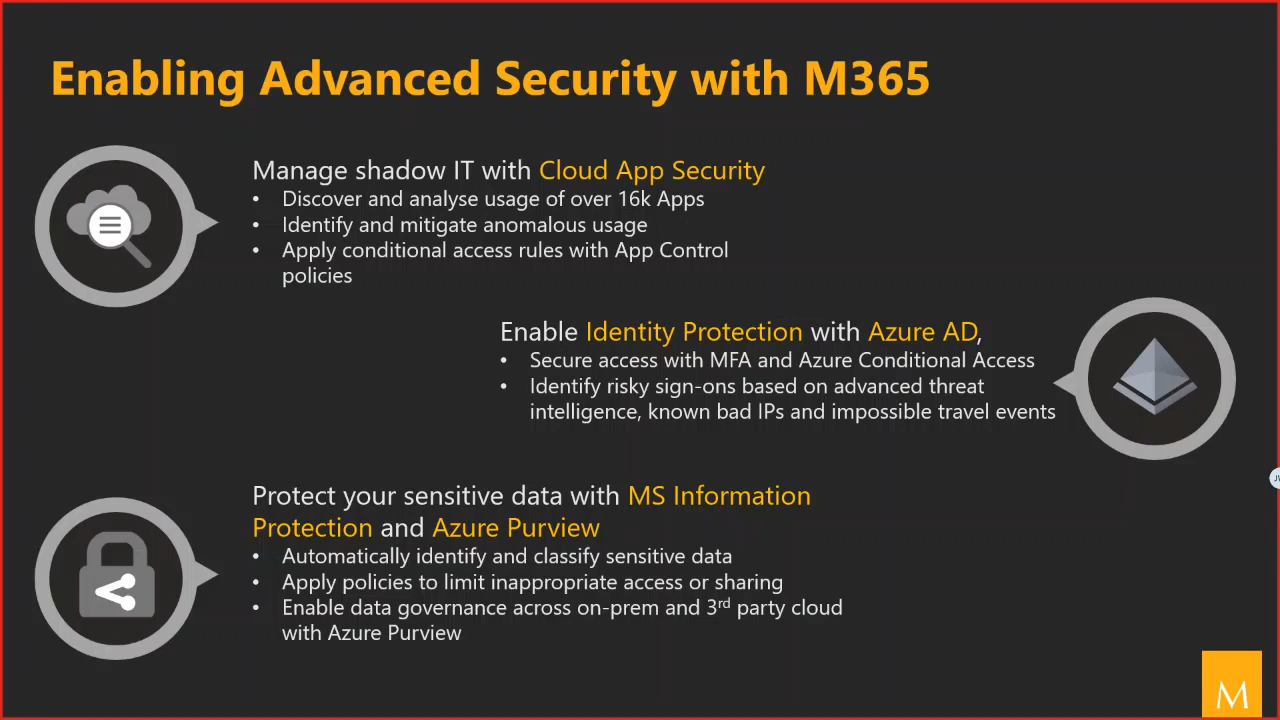 Enabling Advanced Security with M365
Manage shadow IT with Cloud App Security
• Discover and analyse usage of over 16k Apps
• Identify and mitigate anomalous usage
• Apply conditional access rules with App Control
policies
Enable Identity Protection with Azure AD,
• Secure access with MFA and Azure Conditional Access
• Identify risky sign-ons based on advanced threat
intelligence, known bad IPs and impossible travel events
Protect your sensitive data with MS Information
Protection and Azure Purview
• Automatically identify and classify sensitive data
• Apply policies to limit inappropriate access or sharing
• Enable data governance across on-prem and 3rd party cloud
with Azure Purview
M